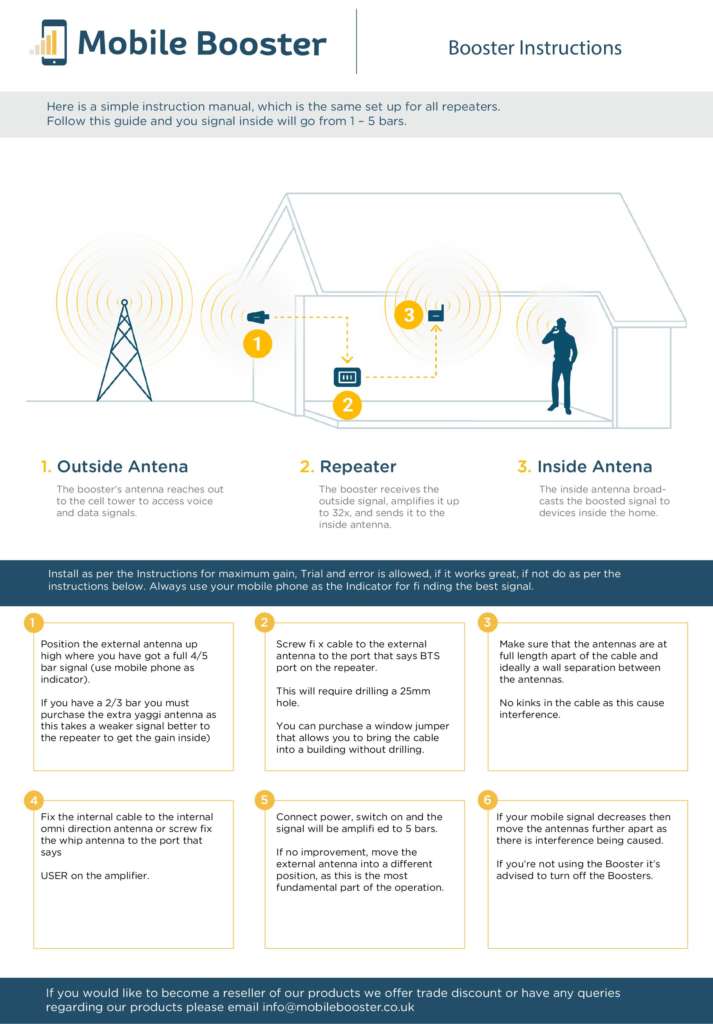 Mobile Booster
Booster Instructions
Here is a simple instruction manual, which is the same set up for all repeaters.
Follow this guide and you signal inside will go from 1 – 5 bars.
1
2
3
1. Outside Antena
The booster's antenna reaches out
to the cell tower to access voice
and data signals.
2. Repeater
The booster receives the
outside signal, amplifies it up
to 32x, and sends it to the
inside antenna.
3. Inside Antena
The inside antenna broad-
casts the boosted signal to
devices inside the home.
Install as per the Instructions for maximum gain, Trial and error is allowed, if it works great, if not do as per the
instructions below. Always use your mobile phone as the Indicator for fi nding the best signal.
1
Position the external antenna up
high where you have got a full 4/5
bar signal (use mobile phone as
indicator).
If you have a 2/3 bar you must
purchase the extra yaggi antenna as
this takes a weaker signal better to
the repeater to get the gain inside)
2
Screw fi x cable to the external
antenna to the port that says BTS
port on the repeater.
This will require drilling a 25mm
hole.
You can purchase a window jumper
that allows you to bring the cable
into a building without drilling.
3
Make sure that the antennas are at
full length apart of the cable and
ideally a wall separation between
the antennas.
No kinks in the cable as this cause
interference.
4
Fix the internal cable to the internal
omni direction antenna or screw fix
the whip antenna to the port that
says
USER on the amplifier.
5
Connect power, switch on and the
signal will be amplifi ed to 5 bars.
If no improvement, move the
external antenna into a different
position, as this is the most
fundamental part of the operation.
6
If your mobile signal decreases then
move the antennas further apart as
there is interference being caused.
If you're not using the Booster it's
advised to turn off the Boosters.
If you would like to become a reseller of our products we offer trade discount or have any queries
regarding our products please email info@mobilebooster.co.uk